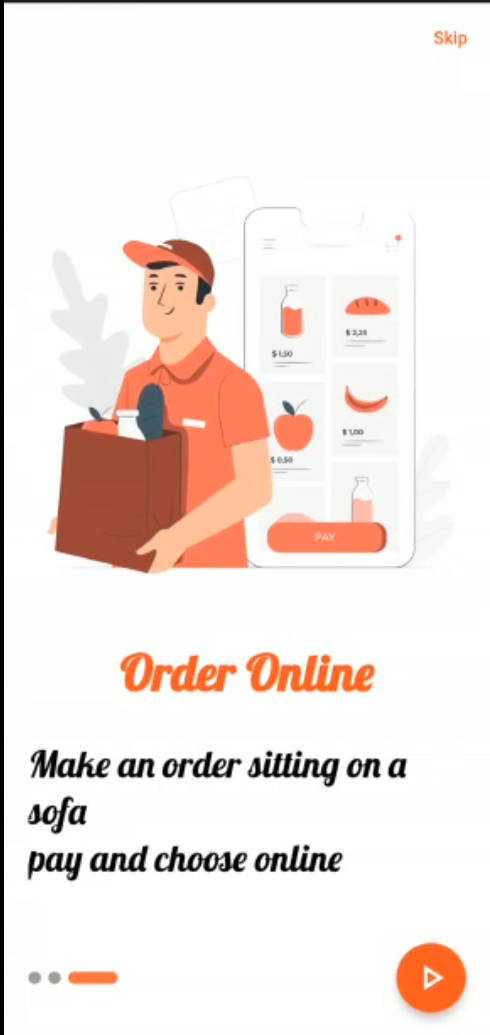 Skip
$ 3,25
$ 1,50
$ 1,00
$ 0,50
PAY
Order Online
Make an order sitting on a
sofa
pay and choose online